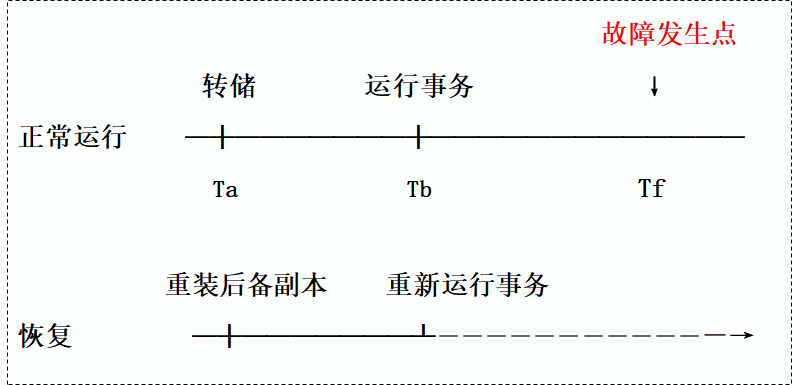 故障发生点
转储 运行事务 ↓
正常运行
Ta Tb Tf
重装后备副本 重新运行事务
恢复